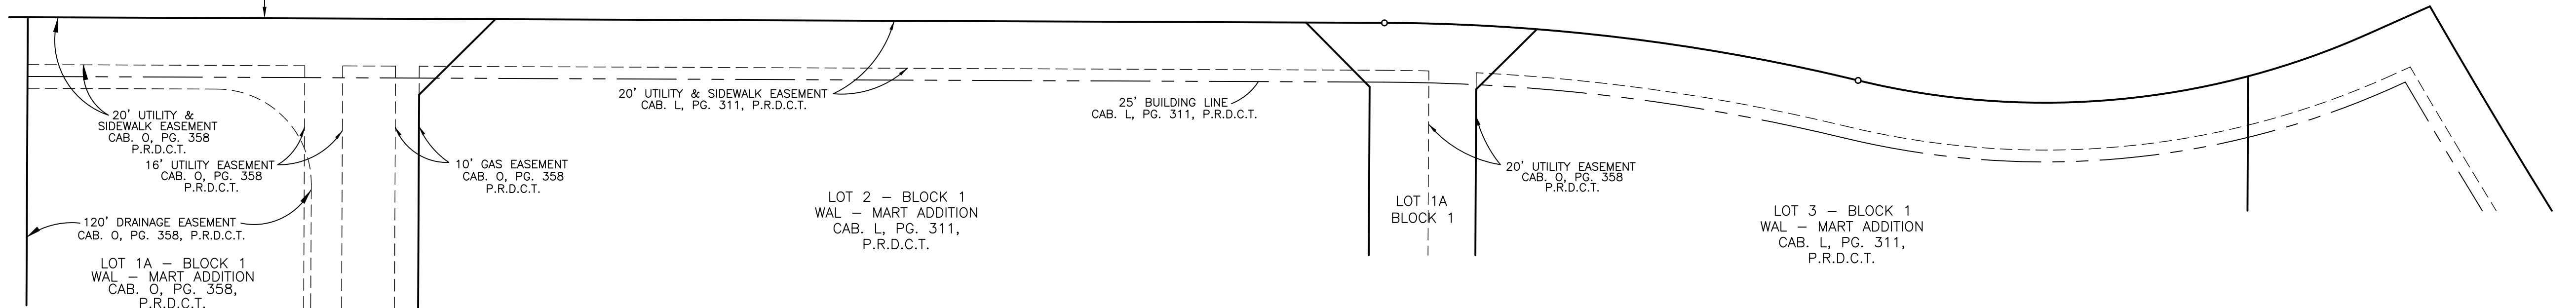 20' UTILITY &
SIDEWALK EASEMENT
CAB. O, PG. 358
P.R.D.C.T.
16' UTILITY EASEMENT
CAB. O, PG. 358
P.R.D.C.T.
120' DRAINAGE EASEMENT
CAB. O, PG. 358, P.R.D.C.T.
LOT 1A – BLOCK 1
WAL – MART ADDITION
CAB. O, PG. 358,
P.R.D.C.T.
10' GAS EASEMENT
CAB. O, PG. 358
P.R.D.C.T.
20' UTILITY & SIDEWALK EASEMENT
CAB. L, PG. 311, P.R.D.C.T.
LOT 2 – BLOCK 1
WAL – MART ADDITION
CAB. L, PG. 311,
P.R.D.C.T.
25' BUILDING LINE
CAB. L, PG. 311, P.R.D.C.T.
LOT 1A
BLOCK 1
20' UTILITY EASEMENT
CAB. O, PG. 358
P.R.D.C.T.
LOT 3 – BLOCK 1
WAL – MART ADDITION
CAB. L, PG. 311,
P.R.D.C.T.